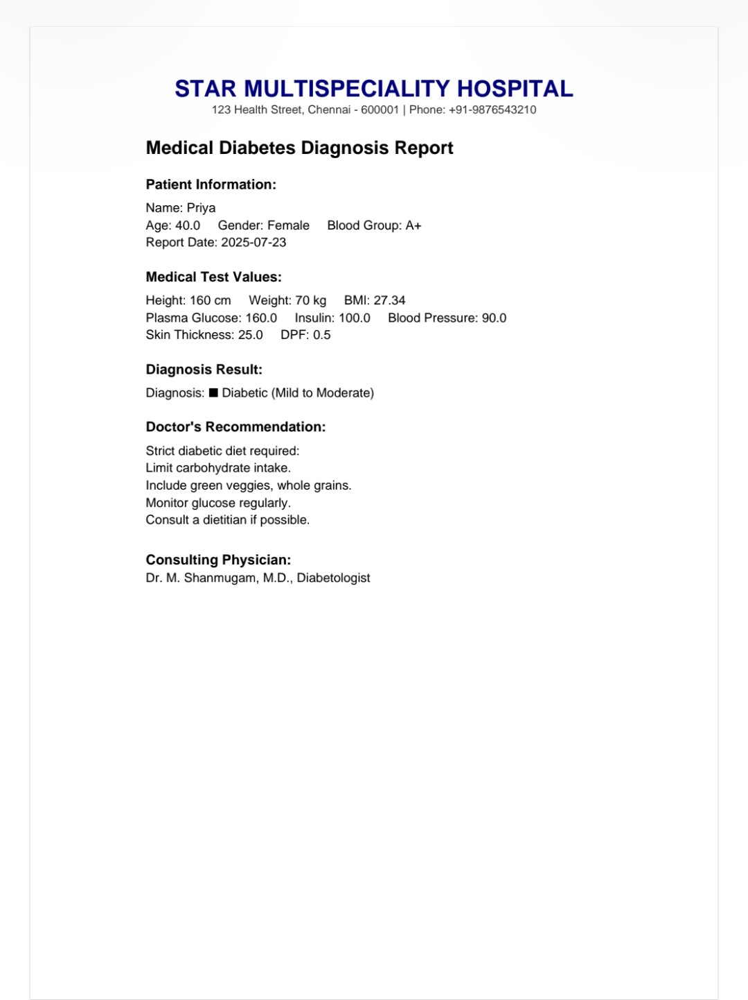 STAR MULTISPECIALITY HOSPITAL
123 Health Street, Chennai - 600001 | Phone: +91-9876543210
Medical Diabetes Diagnosis Report
Patient Information:
Name: Priya
Age: 40.0 Gender: Female Blood Group: A+
Report Date: 2025-07-23
Medical Test Values:
Height: 160 cm Weight: 70 kg BMI: 27.34
Plasma Glucose: 160.0 Insulin: 100.0 Blood Pressure: 90.0
Skin Thickness: 25.0 DPF: 0.5
Diagnosis Result:
Diagnosis: ■ Diabetic (Mild to Moderate)
Doctor's Recommendation:
Strict diabetic diet required:
Limit carbohydrate intake.
Include green veggies, whole grains.
Monitor glucose regularly.
Consult a dietitian if possible.
Consulting Physician:
Dr. M. Shanmugam, M.D., Diabetologist